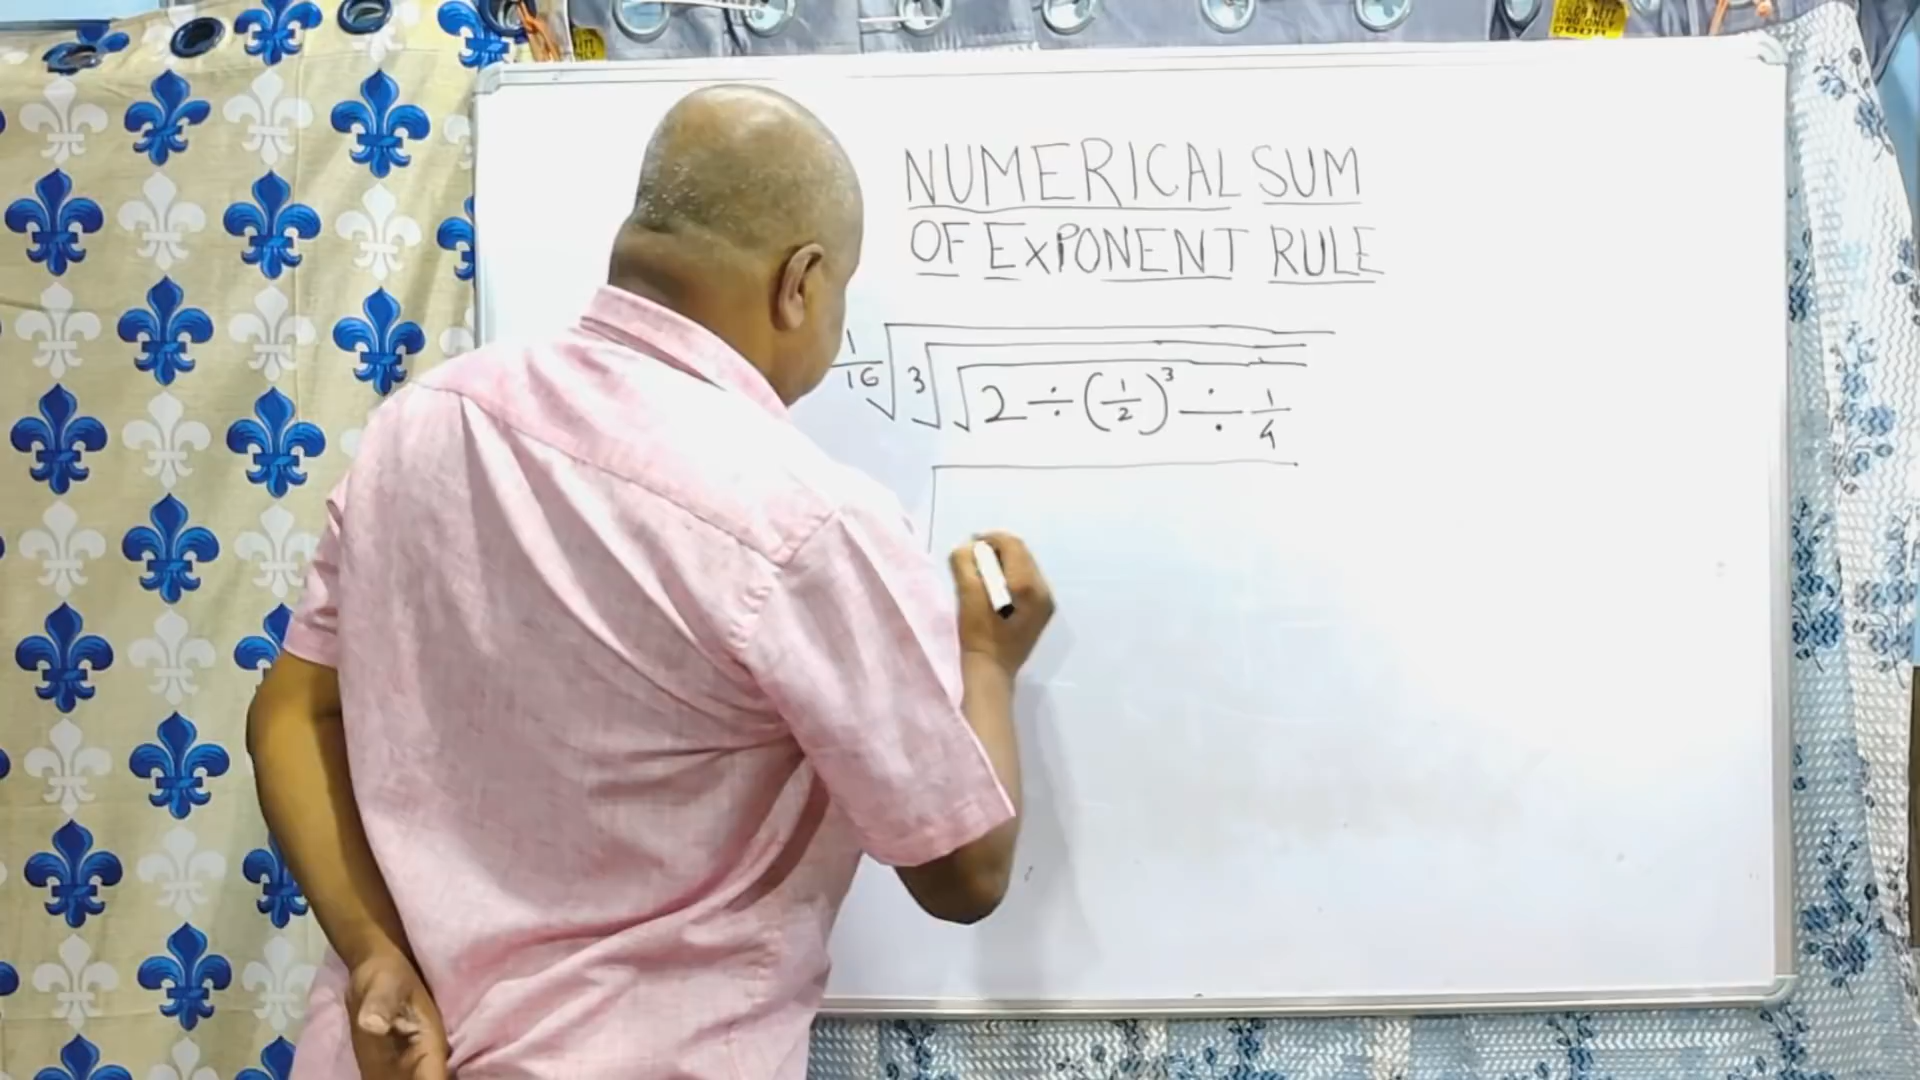 NUMERICAL SUM
OF EXPONENT RULE
1/16√ 3√ √ 2 ÷ (1/2)³ ÷ 1/4